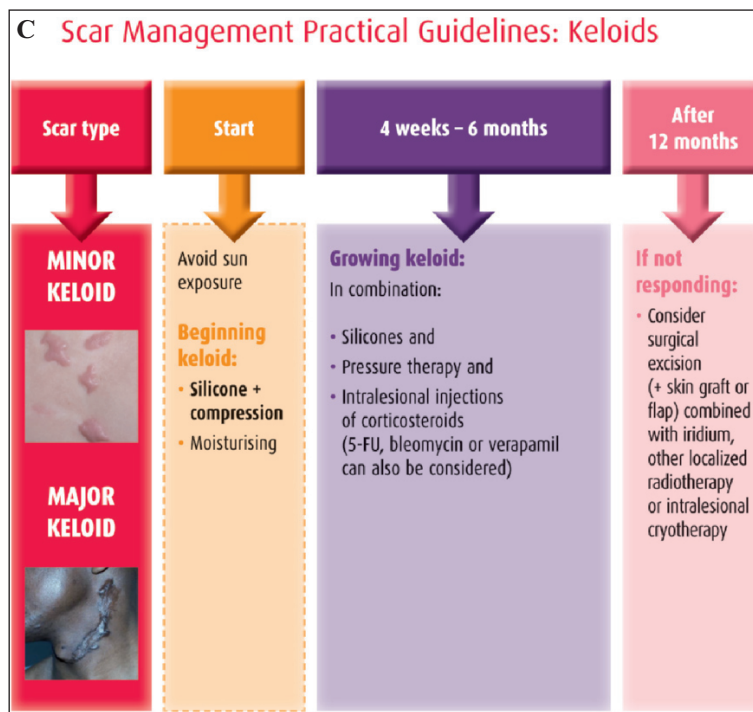 C
Scar Management Practical Guidelines: Keloids
Scar type
Start
4 weeks – 6 months
After
12 months
MINOR
KELOID
MAJOR
KELOID
Avoid sun
exposure
Beginning
keloid:
• Silicone +
compression
• Moisturising
Growing keloid:
In combination:
• Silicones and
• Pressure therapy and
• Intralesional injections
of corticosteroids
(5-FU, bleomycin or verapamil
can also be considered)
If not
responding:
• Consider
surgical
excision
(+ skin graft or
flap) combined
with iridium,
other localized
radiotherapy
or intralesional
cryotherapy